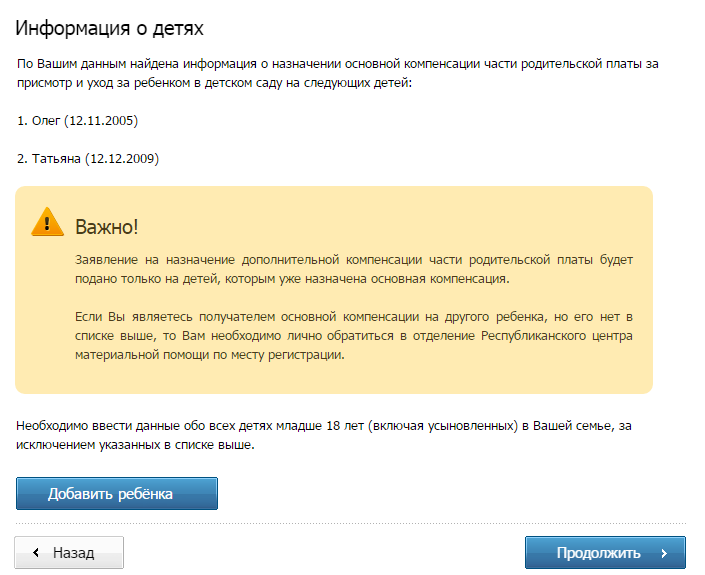 Информация о детях
По Вашим данным найдена информация о назначении основной компенсации части родительской платы за
присмотр и уход за ребенком в детском саду на следующих детей:
1. Олег (12.11.2005)
2. Татьяна (12.12.2009)
Важно!
Заявление на назначение дополнительной компенсации части родительской платы будет
подано только на детей, которым уже назначена основная компенсация.
Если Вы являетесь получателем основной компенсации на другого ребенка, но его нет в
списке выше, то Вам необходимо лично обратиться в отделение Республиканского центра
материальной помощи по месту регистрации.
Необходимо ввести данные обо всех детях младше 18 лет (включая усыновленных) в Вашей семье, за
исключением указанных в списке выше.
Добавить ребёнка
Назад
Продолжить